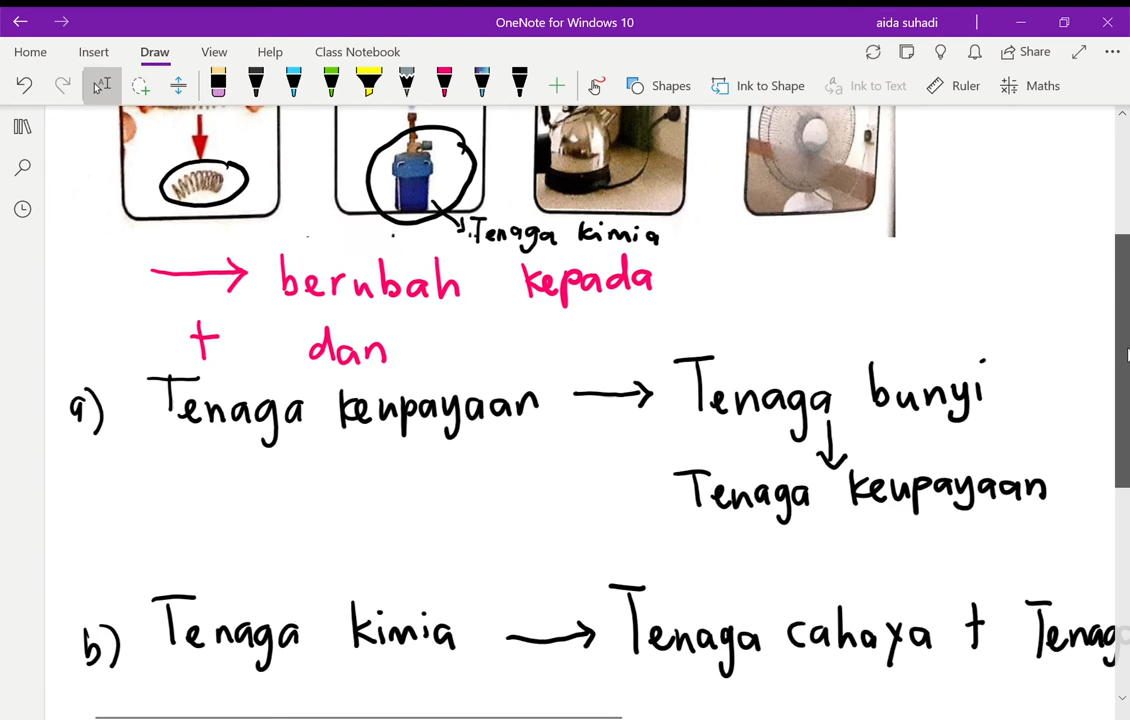 OneNote for Windows 10
aida suhadi
Home Insert Draw View Help Class Notebook
Share
Shapes Ink to Shape Ink to Text Ruler Maths
Tenaga kimia
→ berubah kepada
+ dan
a) Tenaga keupayaan → Tenaga bunyi
↓
Tenaga keupayaan
b) Tenaga kimia → Tenaga cahaya + Tenag